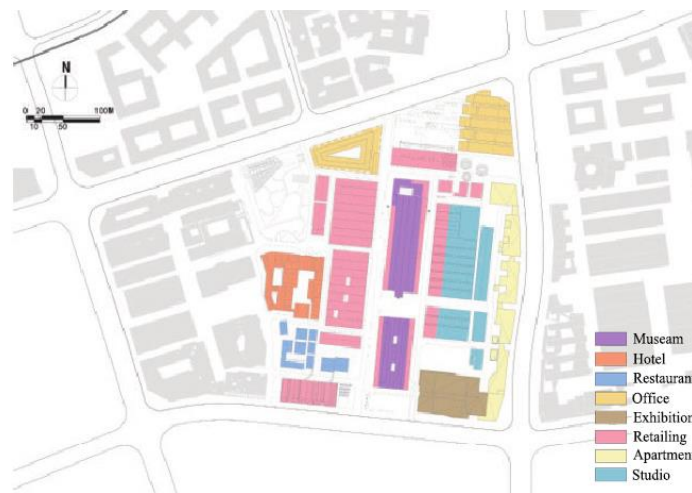 N
0 20 100M
10 50
Museam
Hotel
Restauran
Office
Exhibition
Retailing
Apartmen
Studio